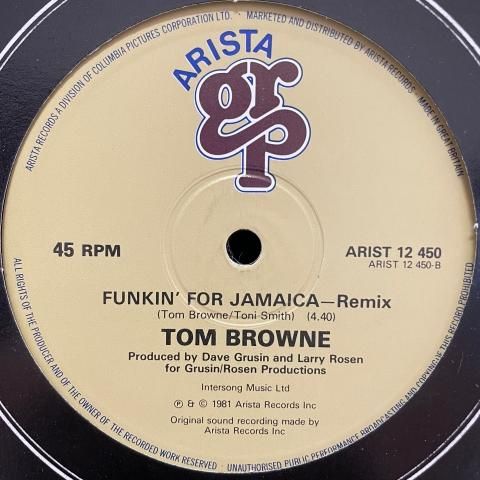 ARISTA RECORDS A DIVISION OF COLUMBIA PICTURES CORPORATION LTD. · MARKETED AND DISTRIBUTED BY ARISTA RECORDS. MADE IN GREAT BRITAIN
ARISTA
grp
45 RPM
ARIST 12 450
ARIST 12 450-B
FUNKIN' FOR JAMAICA—Remix
(Tom Browne/Toni Smith) (4.40)
TOM BROWNE
Produced by Dave Grusin and Larry Rosen
for Grusin/Rosen Productions
Intersong Music Ltd
℗ & © 1981 Arista Records Inc
Original sound recording made by
Arista Records Inc
ALL RIGHTS OF THE PRODUCER AND OF THE OWNER OF THE RECORDED WORK RESERVED · UNAUTHORISED PUBLIC PERFORMANCE BROADCASTING AND COPYING OF THIS RECORD PROHIBITED